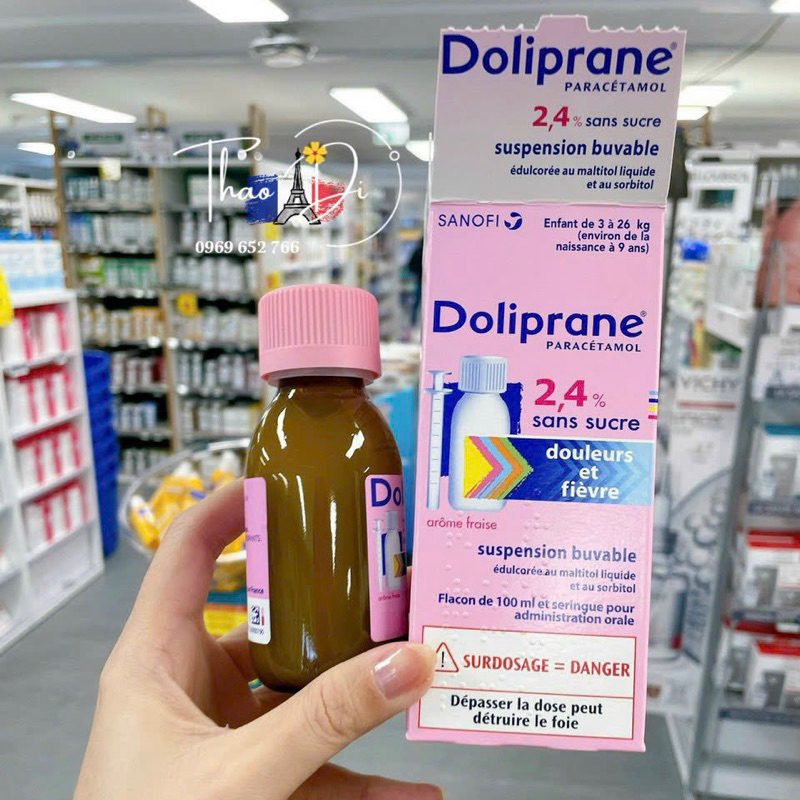 Doliprane®
PARACÉTAMOL
2,4% sans sucre
suspension buvable
édulcorée au maltitol liquide
et au sorbitol
SANOFI
Enfant de 3 à 26 kg
(environ de la
naissance à 9 ans)
Doliprane®
PARACÉTAMOL
2,4%
sans sucre
douleurs
et
fièvre
arôme fraise
suspension buvable
édulcorée au maltitol liquide
et au sorbitol
Flacon de 100 ml et seringue pour
administration orale
SURDOSAGE = DANGER
Dépasser la dose peut
détruire le foie
Thao Di
0969 652 766
Dol
arôme frais
VICHY